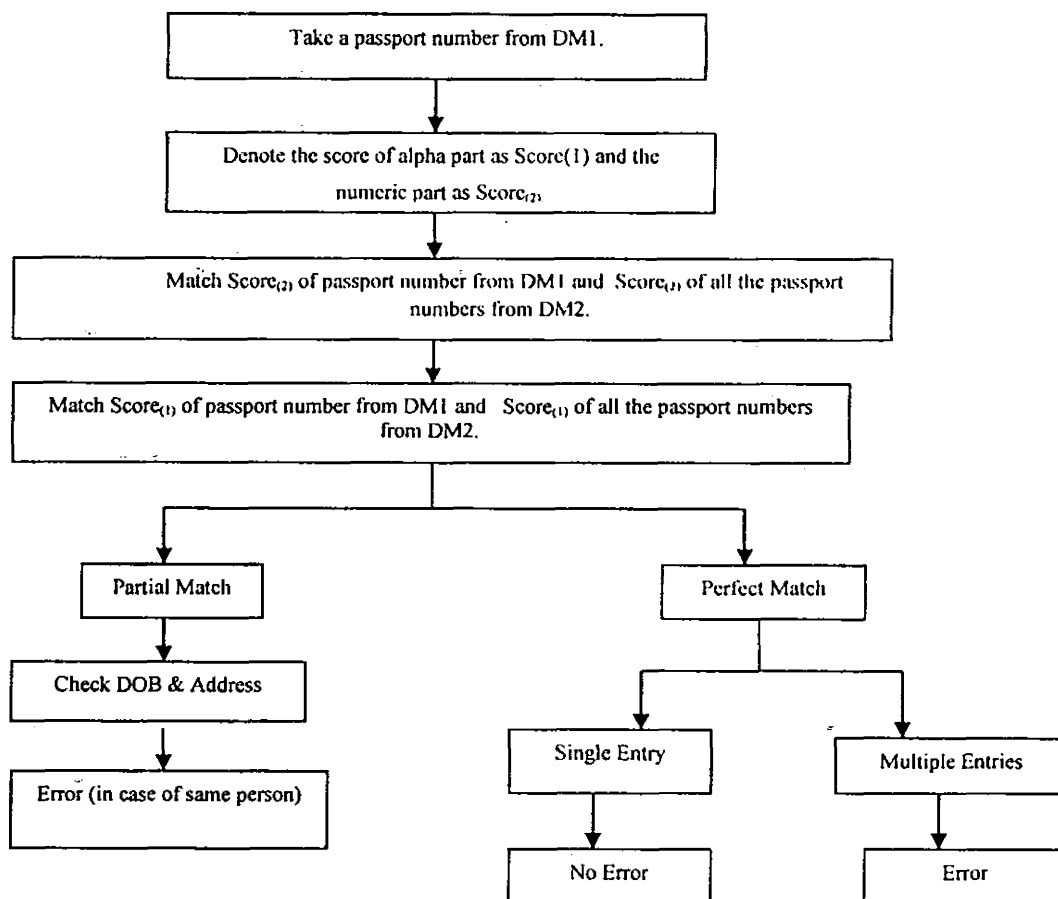 Take a passport number from DM1.
Denote the score of alpha part as Score(1) and the
numeric part as Score(2).
Match Score(2) of passport number from DM1 and Score(2) of all the passport
numbers from DM2.
Match Score(1) of passport number from DM1 and Score(1) of all the passport numbers
from DM2.
Partial Match
Perfect Match
Check DOB & Address
Single Entry
Multiple Entries
Error (in case of same person)
No Error
Error